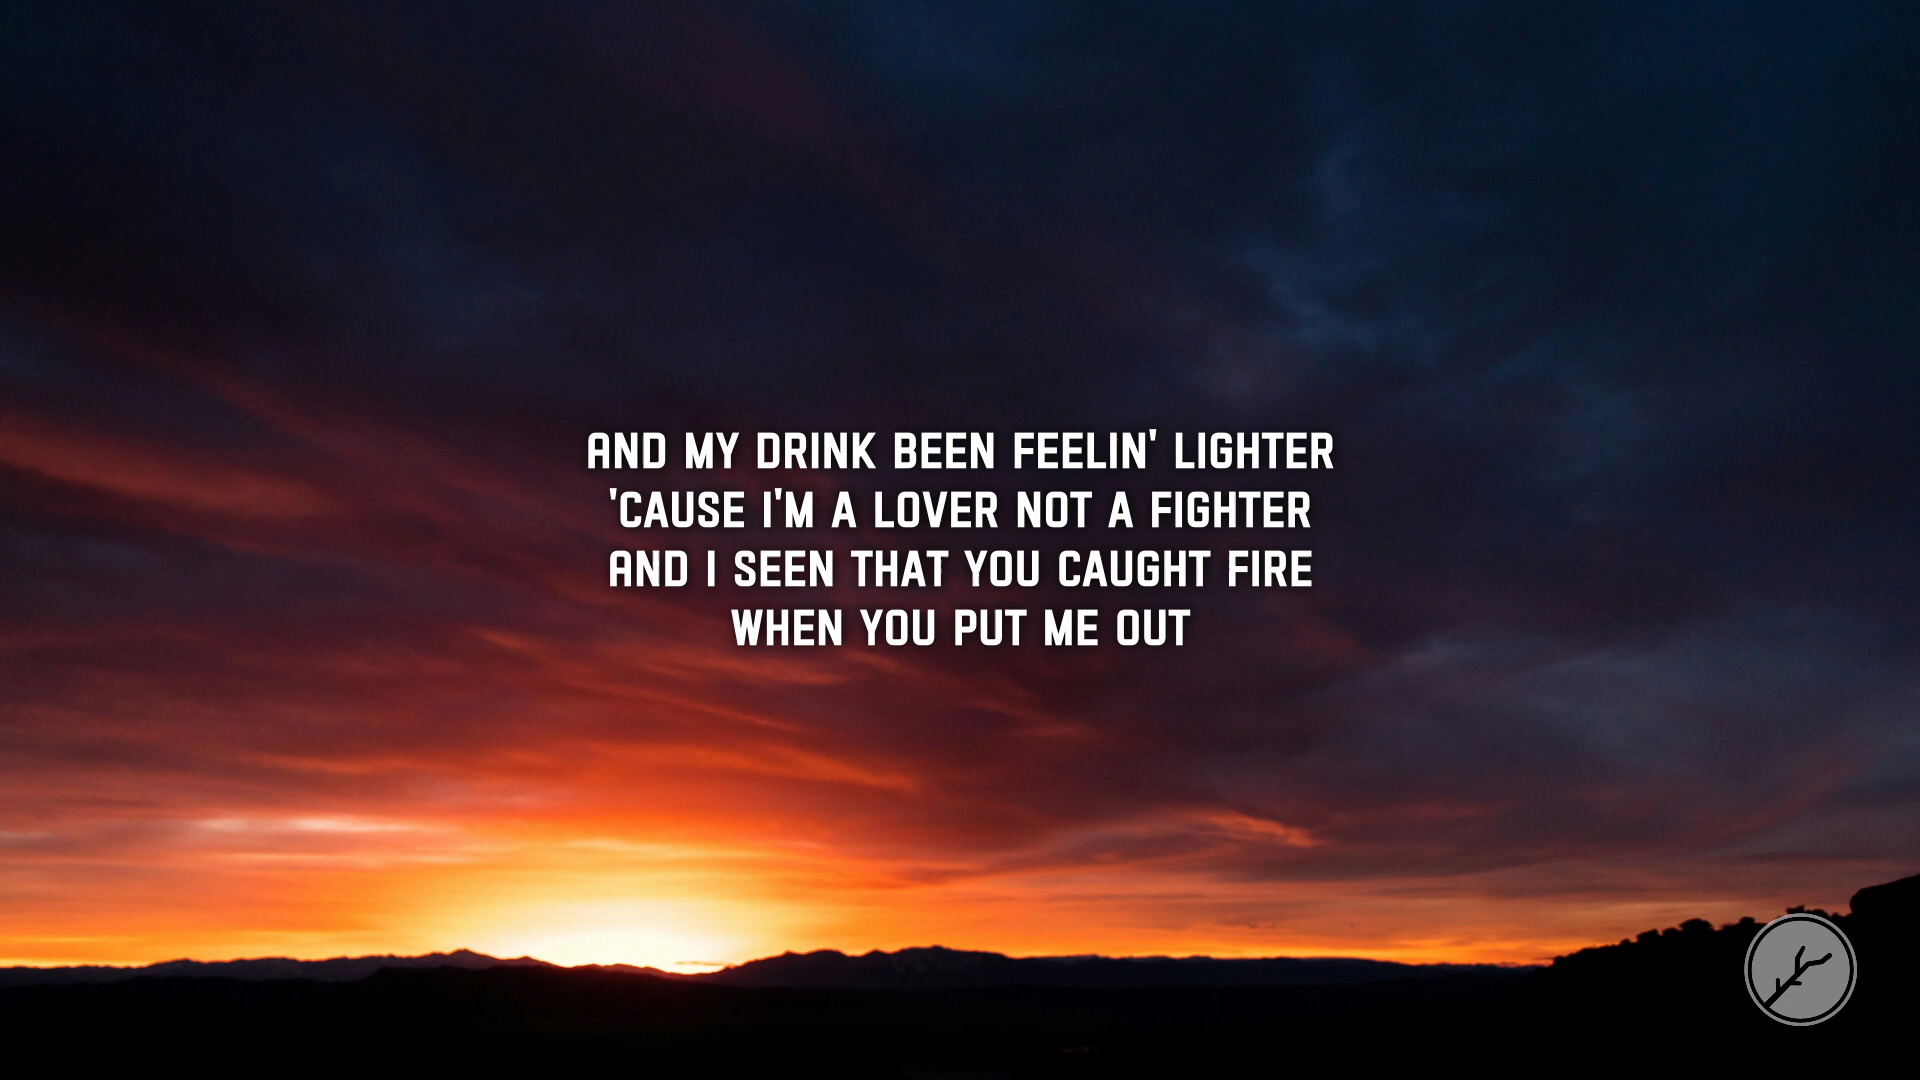 AND MY DRINK BEEN FEELIN' LIGHTER
'CAUSE I'M A LOVER NOT A FIGHTER
AND I SEEN THAT YOU CAUGHT FIRE
WHEN YOU PUT ME OUT